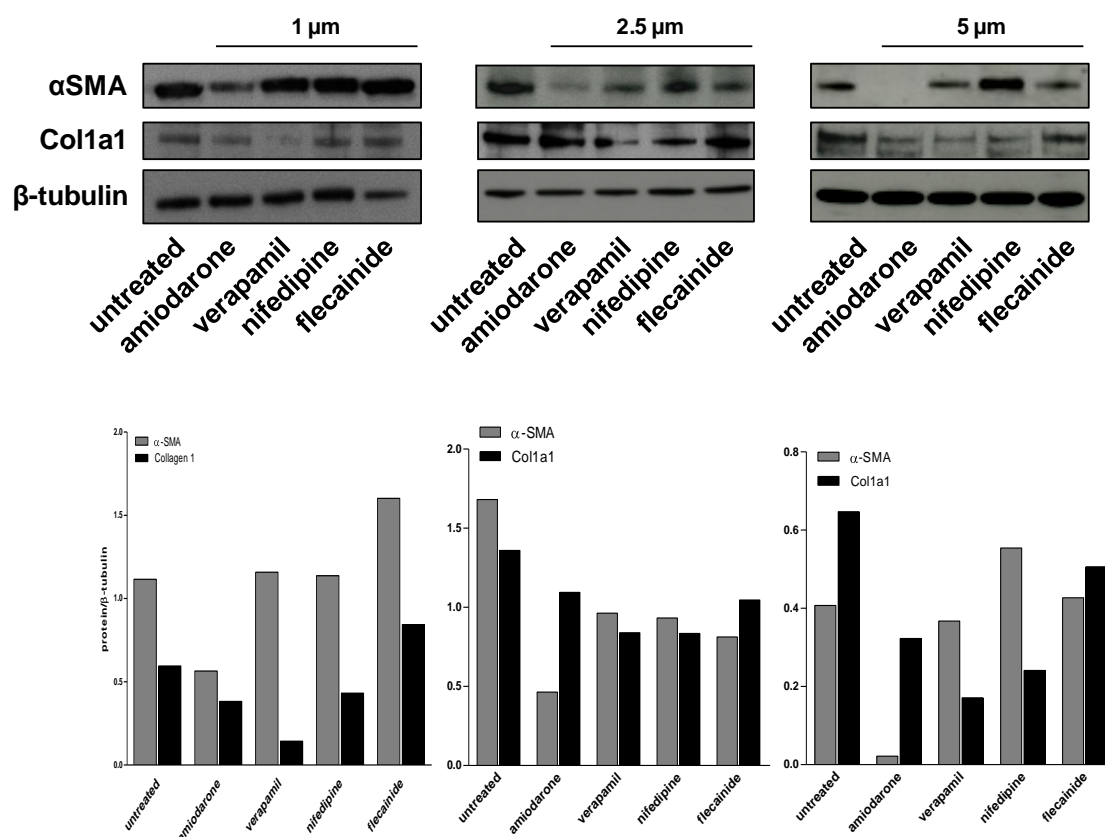 1 µm
2.5 µm
5 µm
αSMA
Col1a1
β-tubulin
untreated
amiodarone
verapamil
nifedipine
flecainide
untreated
amiodarone
verapamil
nifedipine
flecainide
untreated
amiodarone
verapamil
nifedipine
flecainide
protein/β-tubulin
2.0
1.5
1.0
0.5
0.0
α-SMA
Collagen 1
untreated
amiodarone
verapamil
nifedipine
flecainide
2.0
1.5
1.0
0.5
0.0
α-SMA
Col1a1
untreated
amiodarone
verapamil
nifedipine
flecainide
0.8
0.6
0.4
0.2
0.0
α-SMA
Col1a1
untreated
amiodarone
verapamil
nifedipine
flecainide